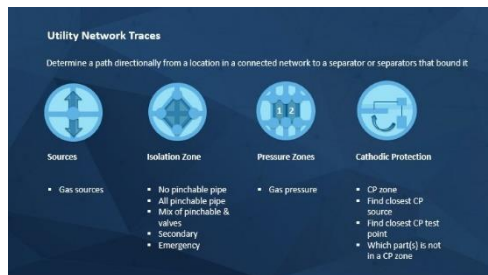 Utility Network Traces
Determine a path directionally from a location in a connected network to a separator or separators that bound it
1 2
Sources
Isolation Zone
Pressure Zones
Cathodic Protection
▪ Gas sources
▪ No pinchable pipe
▪ All pinchable pipe
▪ Mix of pinchable &
valves
▪ Secondary
▪ Emergency
▪ Gas pressure
▪ CP zone
▪ Find closest CP
source
▪ Find closest CP test
point
▪ Which part(s) is not
in a CP zone